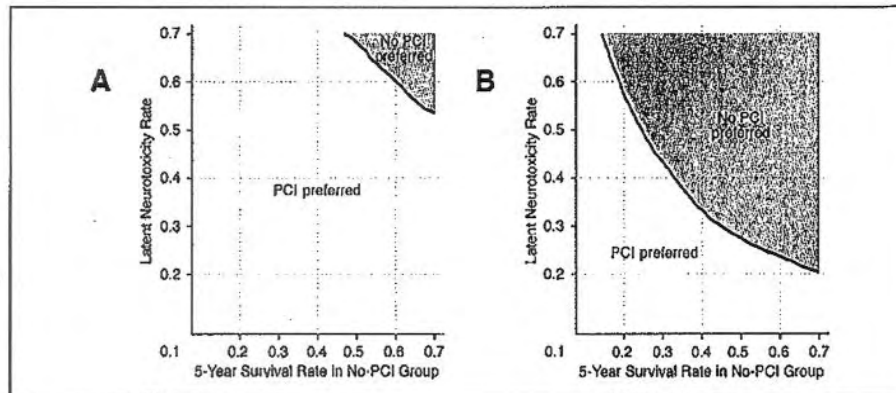 A
B
Latent Neurotoxicity Rate
0.7
0.6
0.5
0.4
0.3
0.2
0.1
0.2
0.3
0.4
0.5
0.6
0.7
5-Year Survival Rate in No-PCI Group
No PCI
preferred
PCI preferred
Latent Neurotoxicity Rate
0.7
0.6
0.5
0.4
0.3
0.2
0.1
0.2
0.3
0.4
0.5
0.6
0.7
5-Year Survival Rate in No-PCI Group
No PCI
preferred
PCI preferred